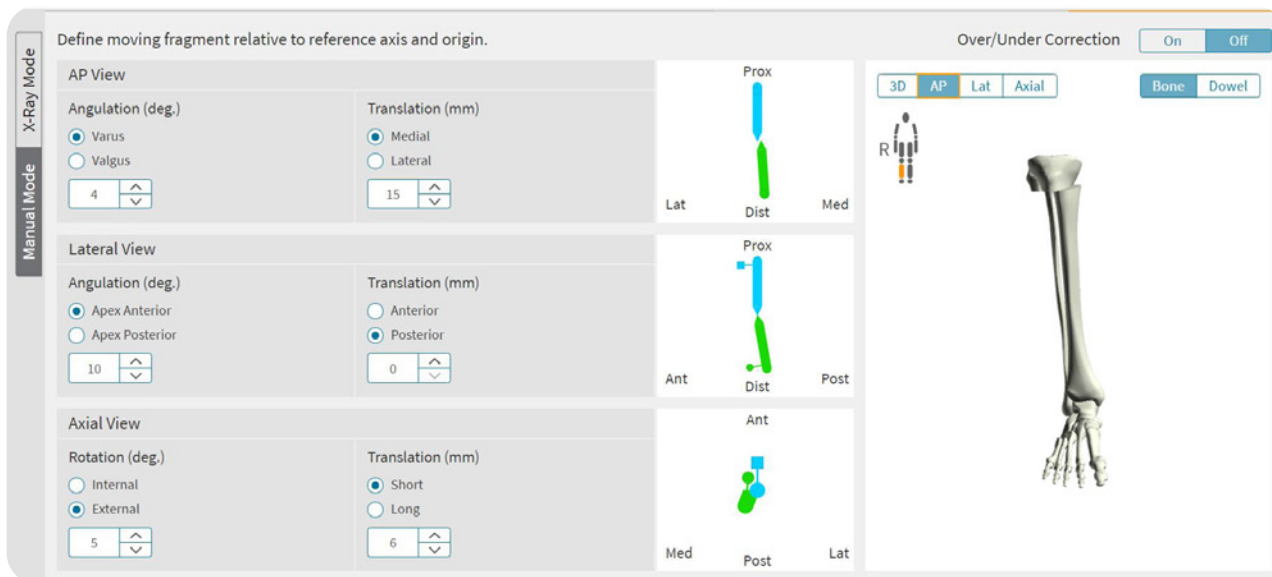 Define moving fragment relative to reference axis and origin.
Over/Under Correction
On
Off
X-Ray Mode
Manual Mode
AP View
Angulation (deg.)
Varus
Valgus
4
Translation (mm)
Medial
Lateral
15
Prox
Lat
Dist
Med
Lateral View
Angulation (deg.)
Apex Anterior
Apex Posterior
10
Translation (mm)
Anterior
Posterior
0
Prox
Ant
Dist
Post
Axial View
Rotation (deg.)
Internal
External
5
Translation (mm)
Short
Long
6
Ant
Med
Post
Lat
3D
AP
Lat
Axial
Bone
Dowel
R